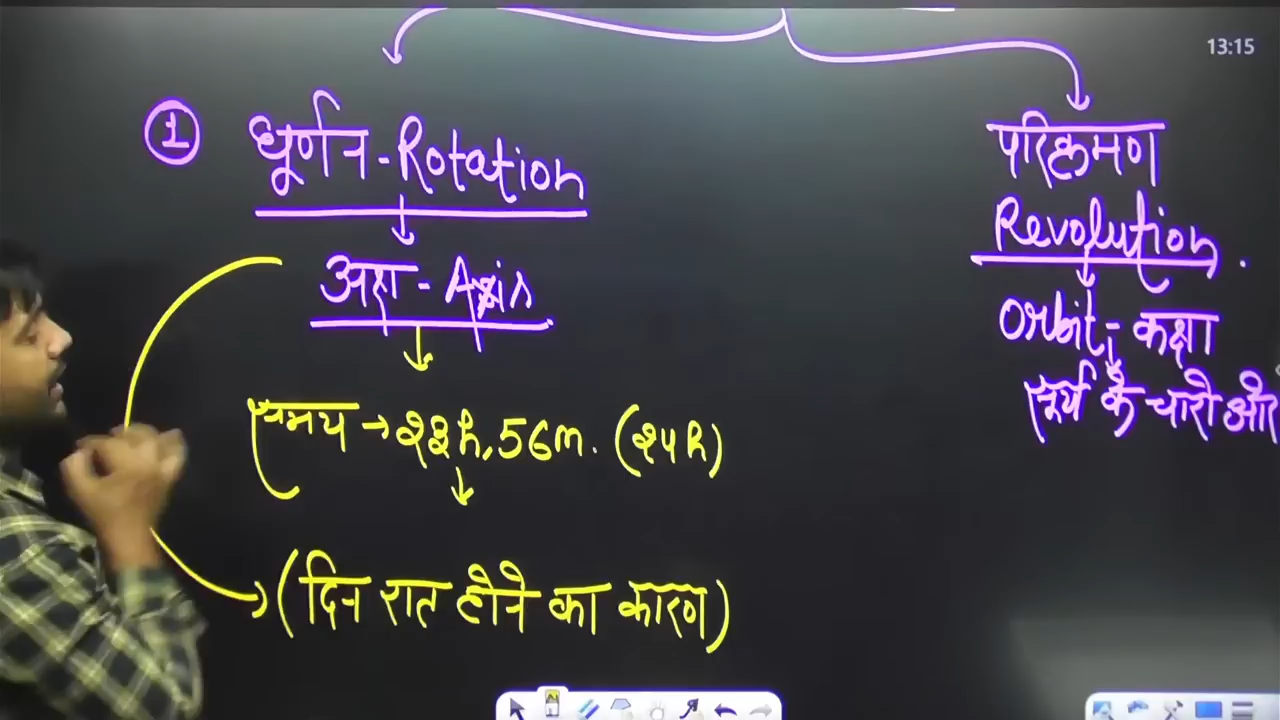 13:15
① घूर्णन - Rotation
अक्ष - Axis
समय → 23h, 56m. (24h)
(दिन रात होने का कारण)
परिक्रमण
Revolution.
Orbit - कक्षा
सूर्य के चारो ओर